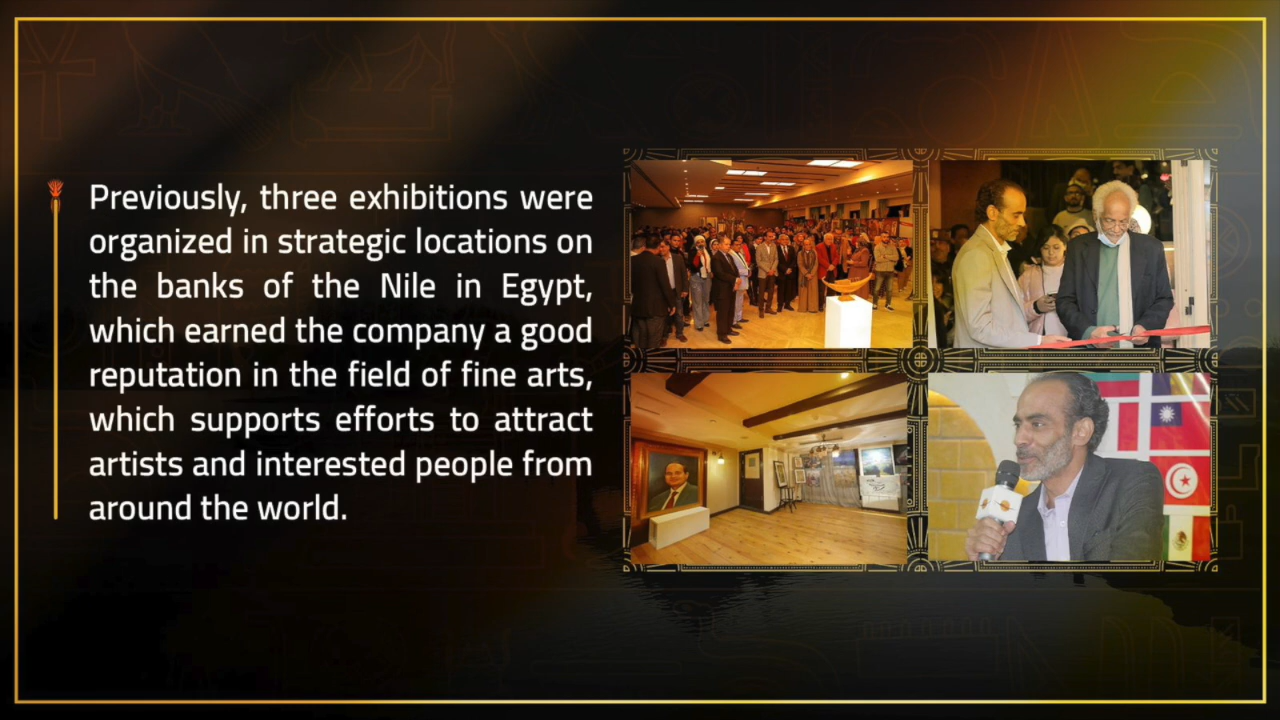 Previously, three exhibitions were
organized in strategic locations on
the banks of the Nile in Egypt,
which earned the company a good
reputation in the field of fine arts,
which supports efforts to attract
artists and interested people from
around the world.